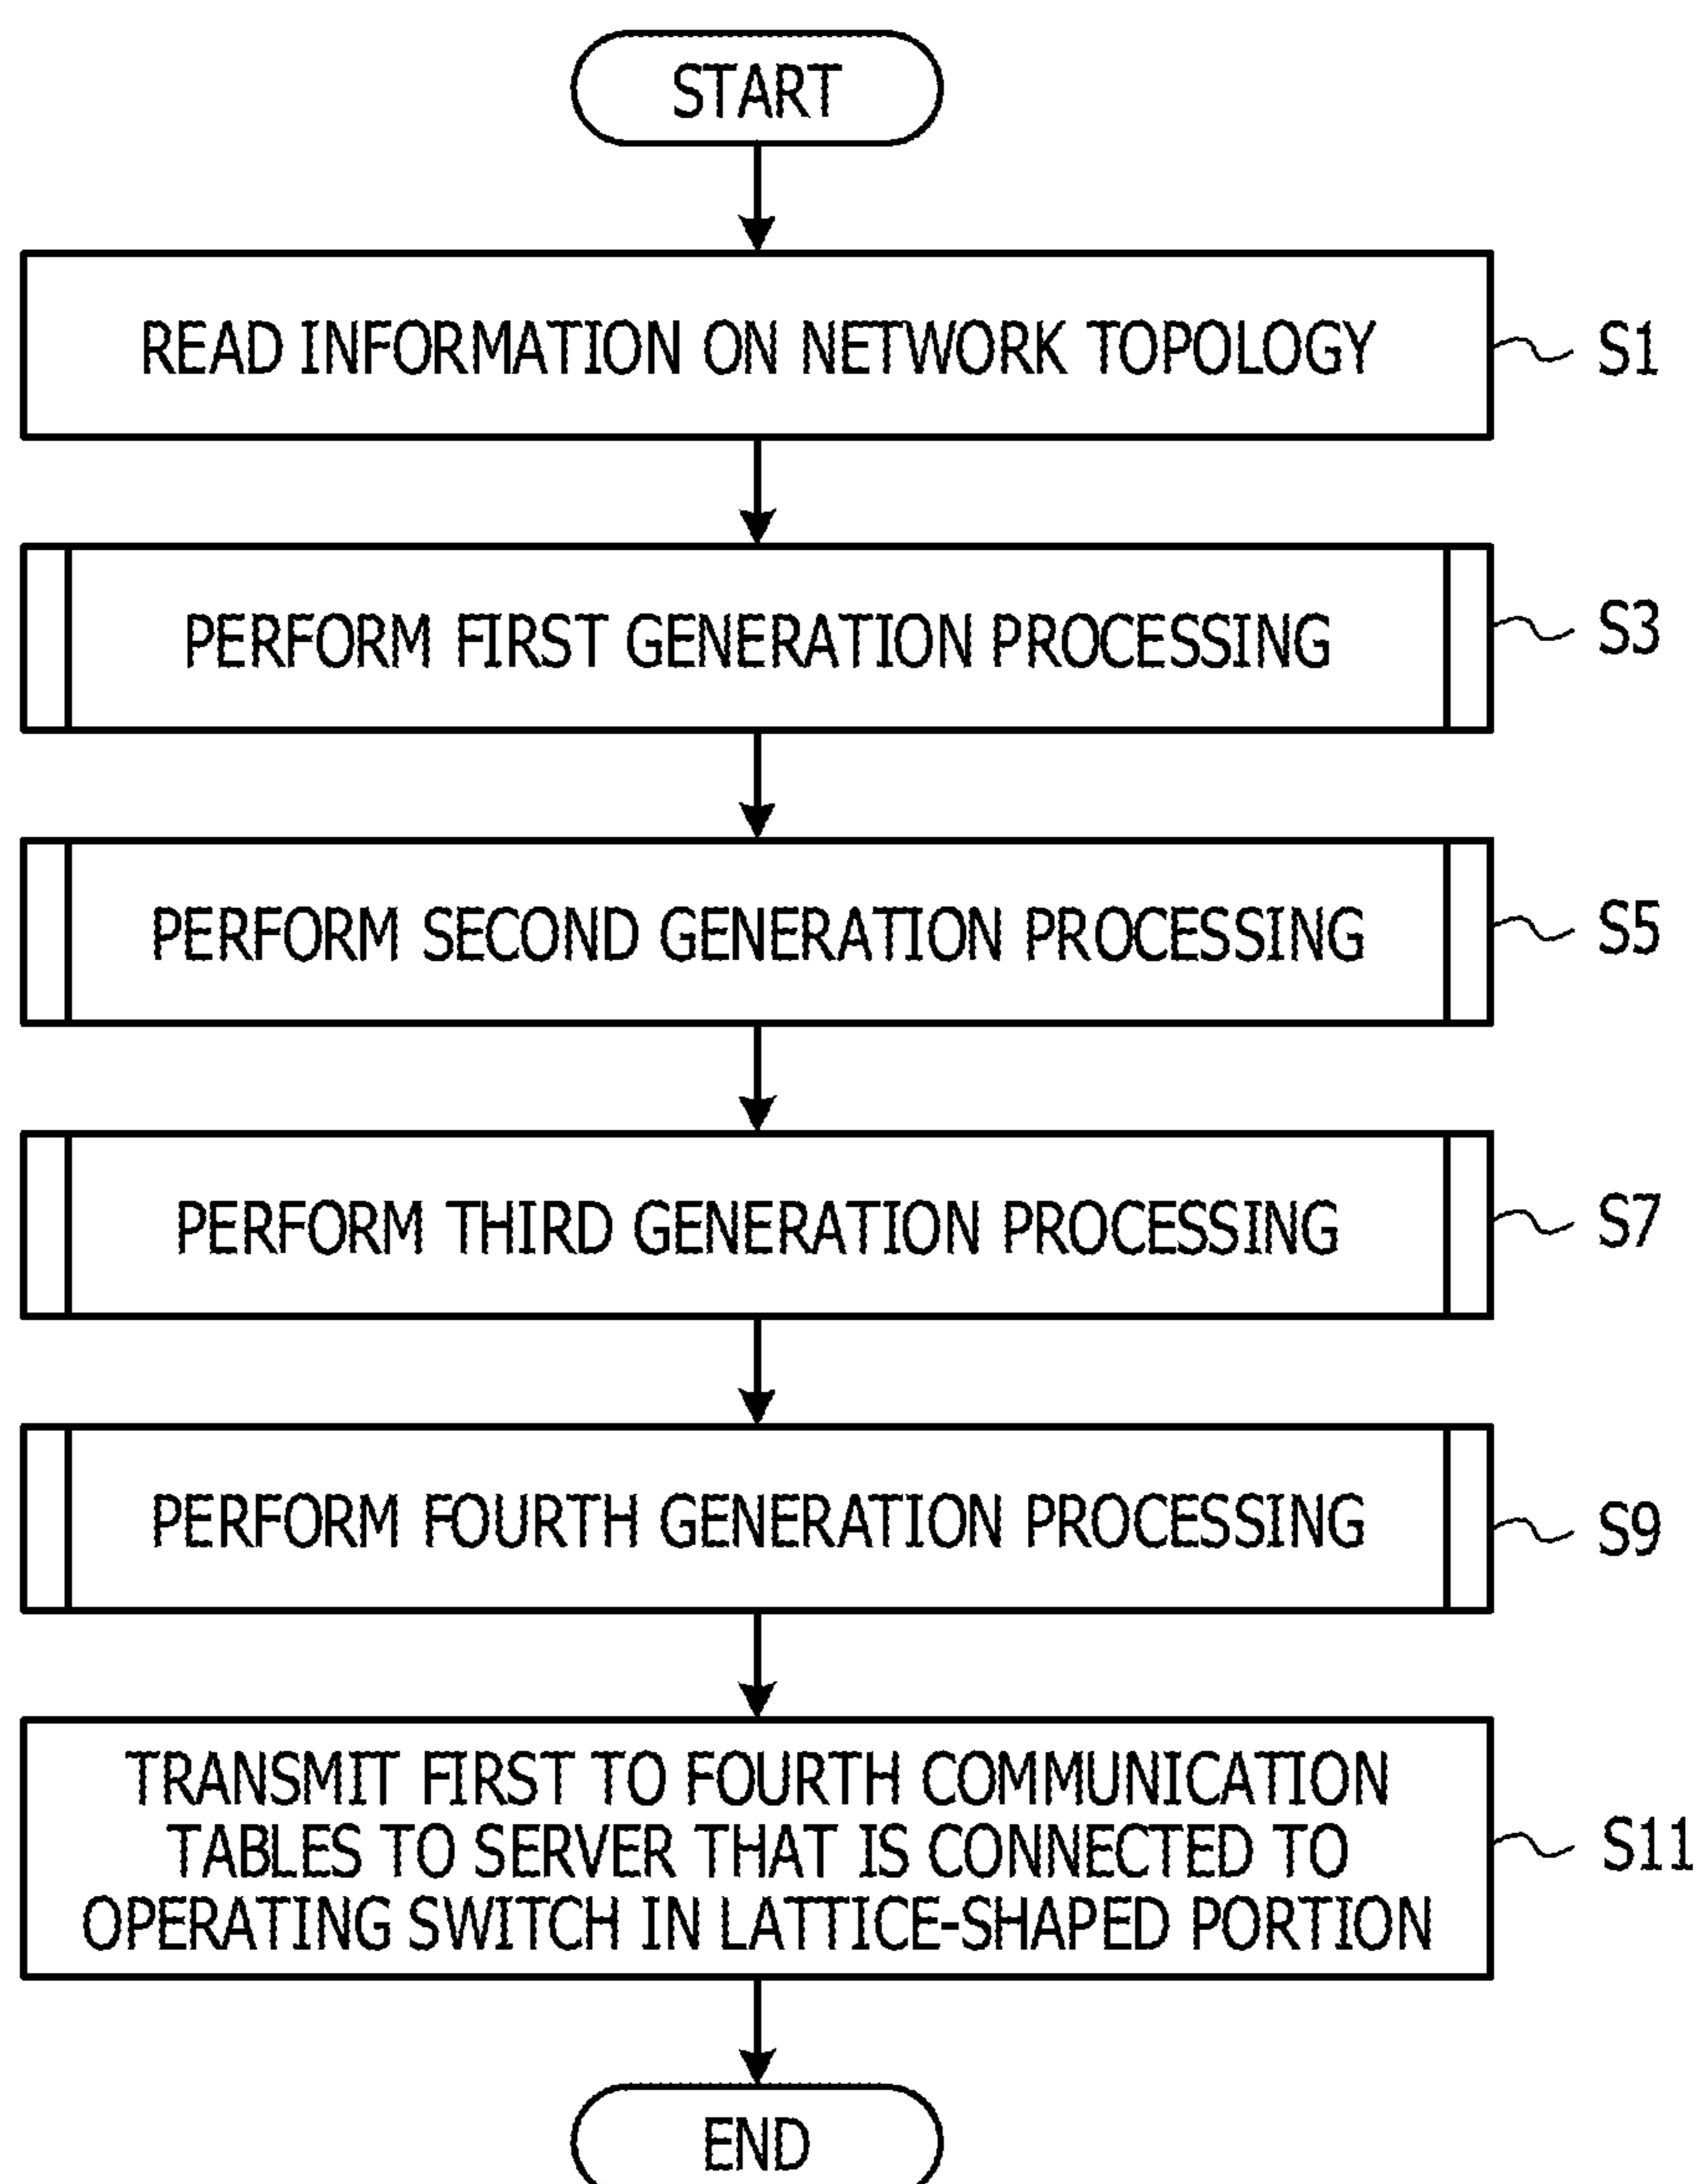 START
READ INFORMATION ON NETWORK TOPOLOGY
S1
PERFORM FIRST GENERATION PROCESSING
S3
PERFORM SECOND GENERATION PROCESSING
S5
PERFORM THIRD GENERATION PROCESSING
S7
PERFORM FOURTH GENERATION PROCESSING
S9
TRANSMIT FIRST TO FOURTH COMMUNICATION
TABLES TO SERVER THAT IS CONNECTED TO
OPERATING SWITCH IN LATTICE-SHAPED PORTION
S11
END